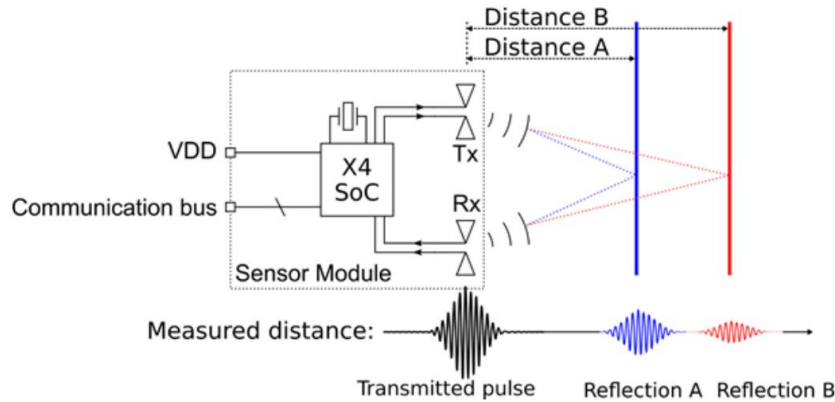 Distance B
Distance A
VDD
X4
SoC
Tx
Communication bus
Rx
Sensor Module
Measured distance:
Transmitted pulse
Reflection A
Reflection B